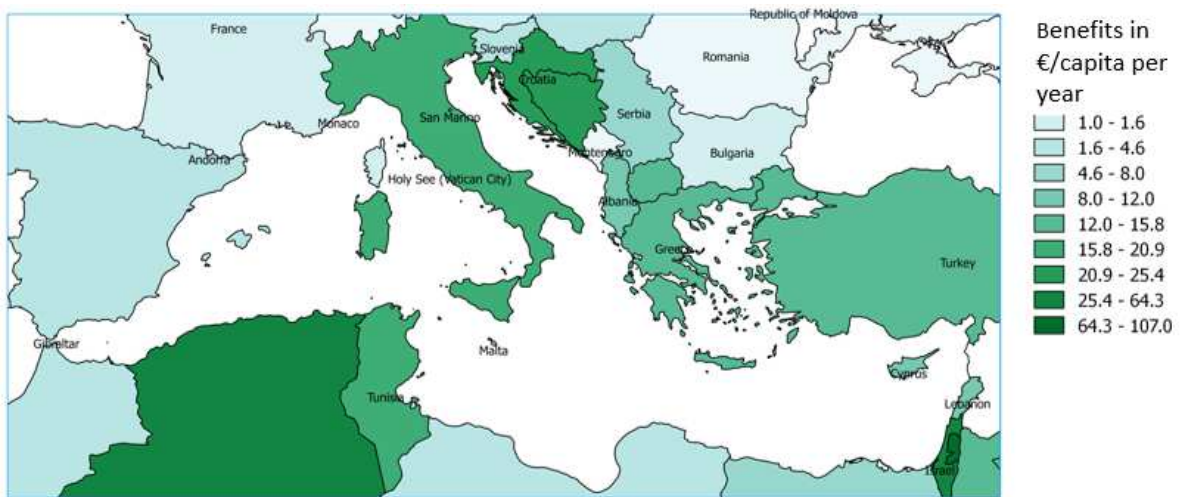 Republic of Moldova
France
Slovenia
Romania
Croatia
Serbia
San Marino
Monaco
Montenegro
Bulgaria
Andorra
Holy See (Vatican City)
Albania
Greece
Turkey
Gibraltar
Malta
Cyprus
Tunisia
Lebanon
Israel
Benefits in
€/capita per
year
1.0 - 1.6
1.6 - 4.6
4.6 - 8.0
8.0 - 12.0
12.0 - 15.8
15.8 - 20.9
20.9 - 25.4
25.4 - 64.3
64.3 - 107.0